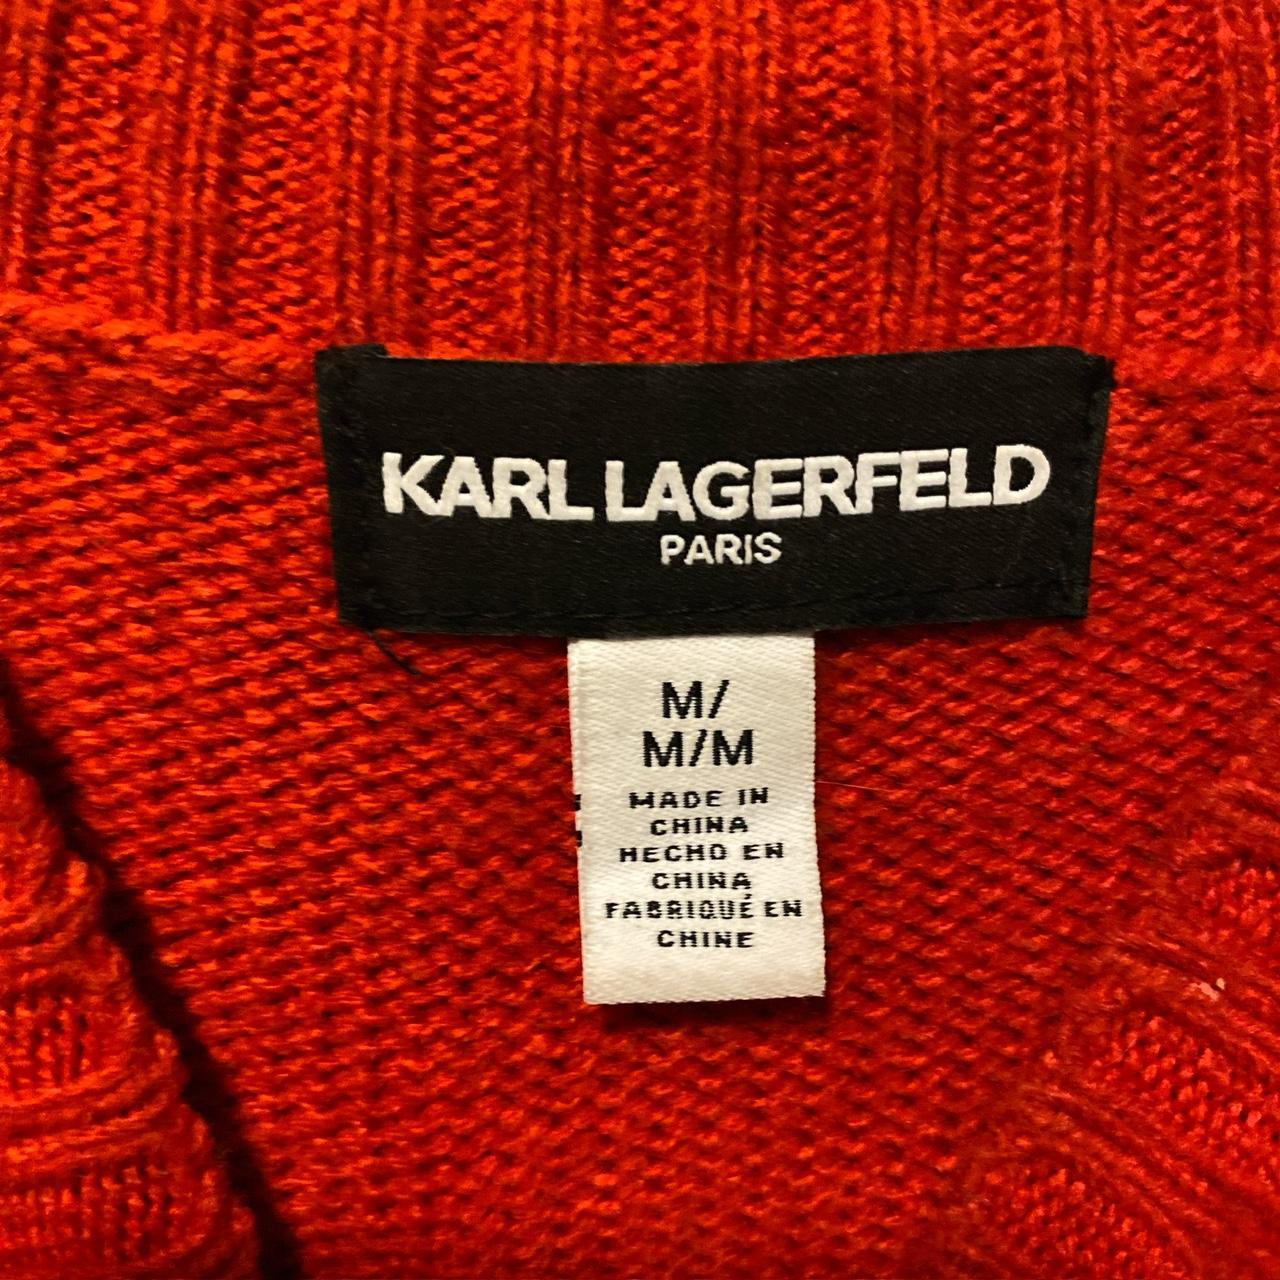 KARL LAGERFELD
PARIS
M/
M/M
MADE IN
CHINA
HECHO EN
CHINA
FABRIQUÉ EN
CHINE